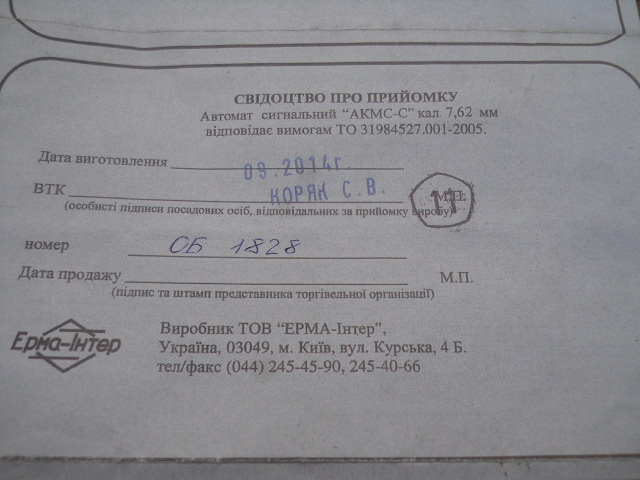 СВІДОЦТВО ПРО ПРИЙОМКУ
Автомат сигнальний “АКМС-С” кал. 7,62 мм
відповідає вимогам ТО 31984527.001-2005.
Дата виготовлення 09.2014г.
ВТК КОРЯК С.В. М.П.
11
(особисті підписи посадових осіб, відповідальних за прийомку виробу)
номер ОБ 1828
Дата продажу М.П.
(підпис та штамп представника торгівельної організації)
Ерма-Інтер
Виробник ТОВ “ЕРМА-Інтер”,
Україна, 03049, м. Київ, вул. Курська, 4 Б.
тел/факс (044) 245-45-90, 245-40-66